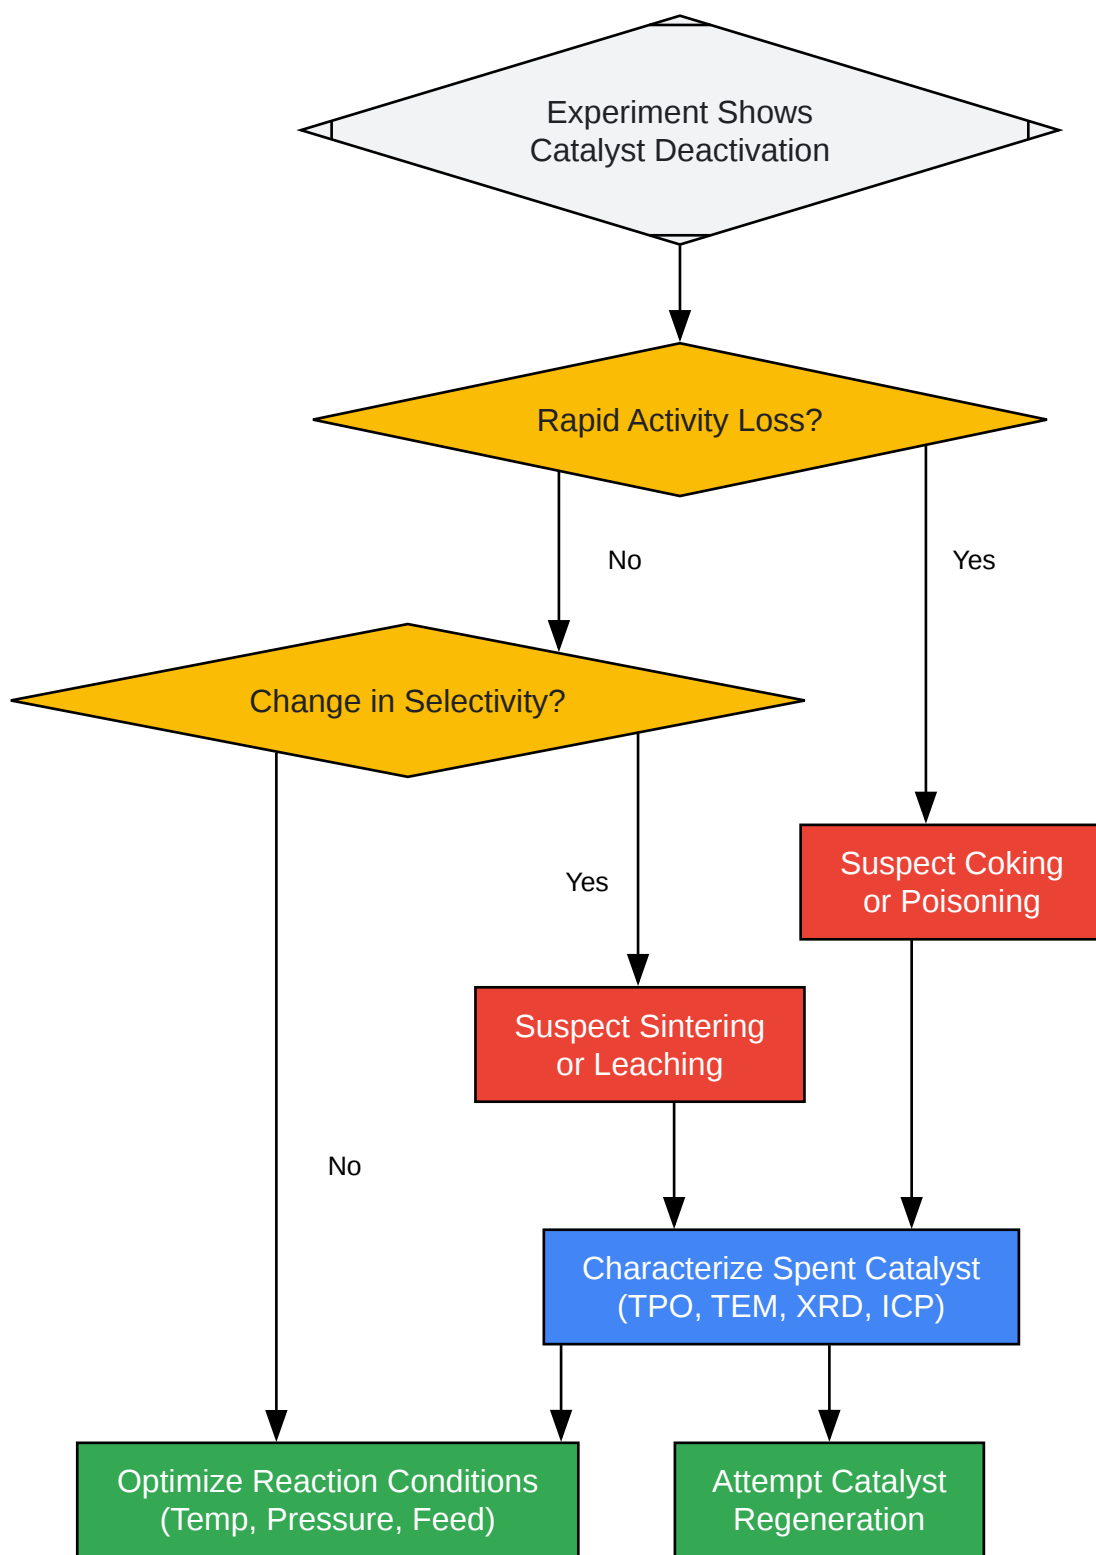 Experiment Shows
Catalyst Deactivation
Rapid Activity Loss?
No
Yes
Change in Selectivity?
Suspect Coking
or Poisoning
Yes
Suspect Sintering
or Leaching
No
Characterize Spent Catalyst
(TPO, TEM, XRD, ICP)
Optimize Reaction Conditions
(Temp, Pressure, Feed)
Attempt Catalyst
Regeneration